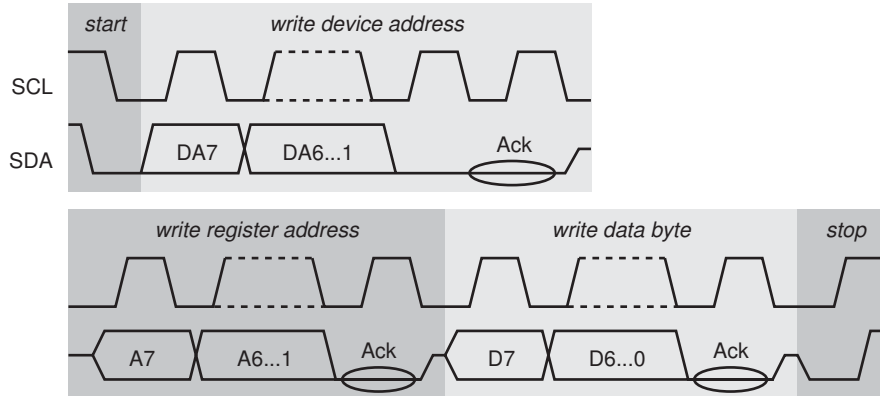 start write device address
SCL
SDA DA7 DA6...1 Ack
write register address write data byte stop
A7 A6...1 Ack D7 D6...0 Ack